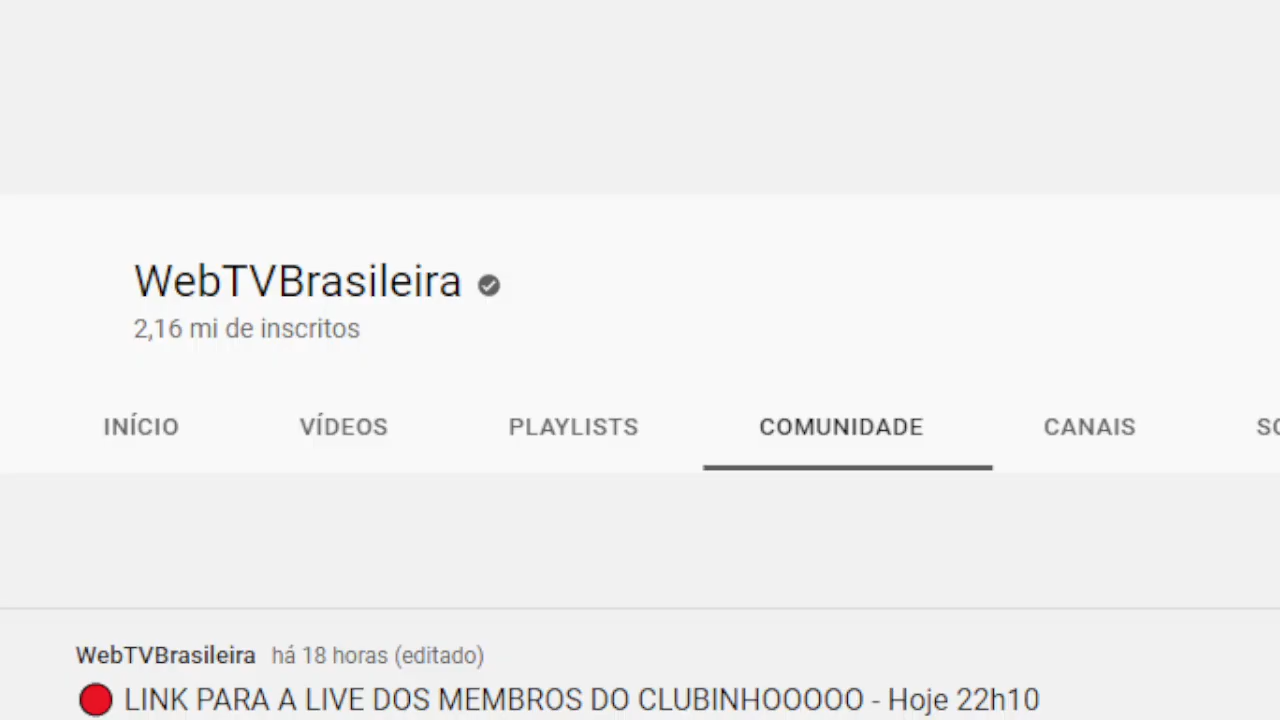 WebTVBrasileira
2,16 mi de inscritos
INÍCIO VÍDEOS PLAYLISTS COMUNIDADE CANAIS
WebTVBrasileira há 18 horas (editado)
🔴 LINK PARA A LIVE DOS MEMBROS DO CLUBINHOOOOO - Hoje 22h10